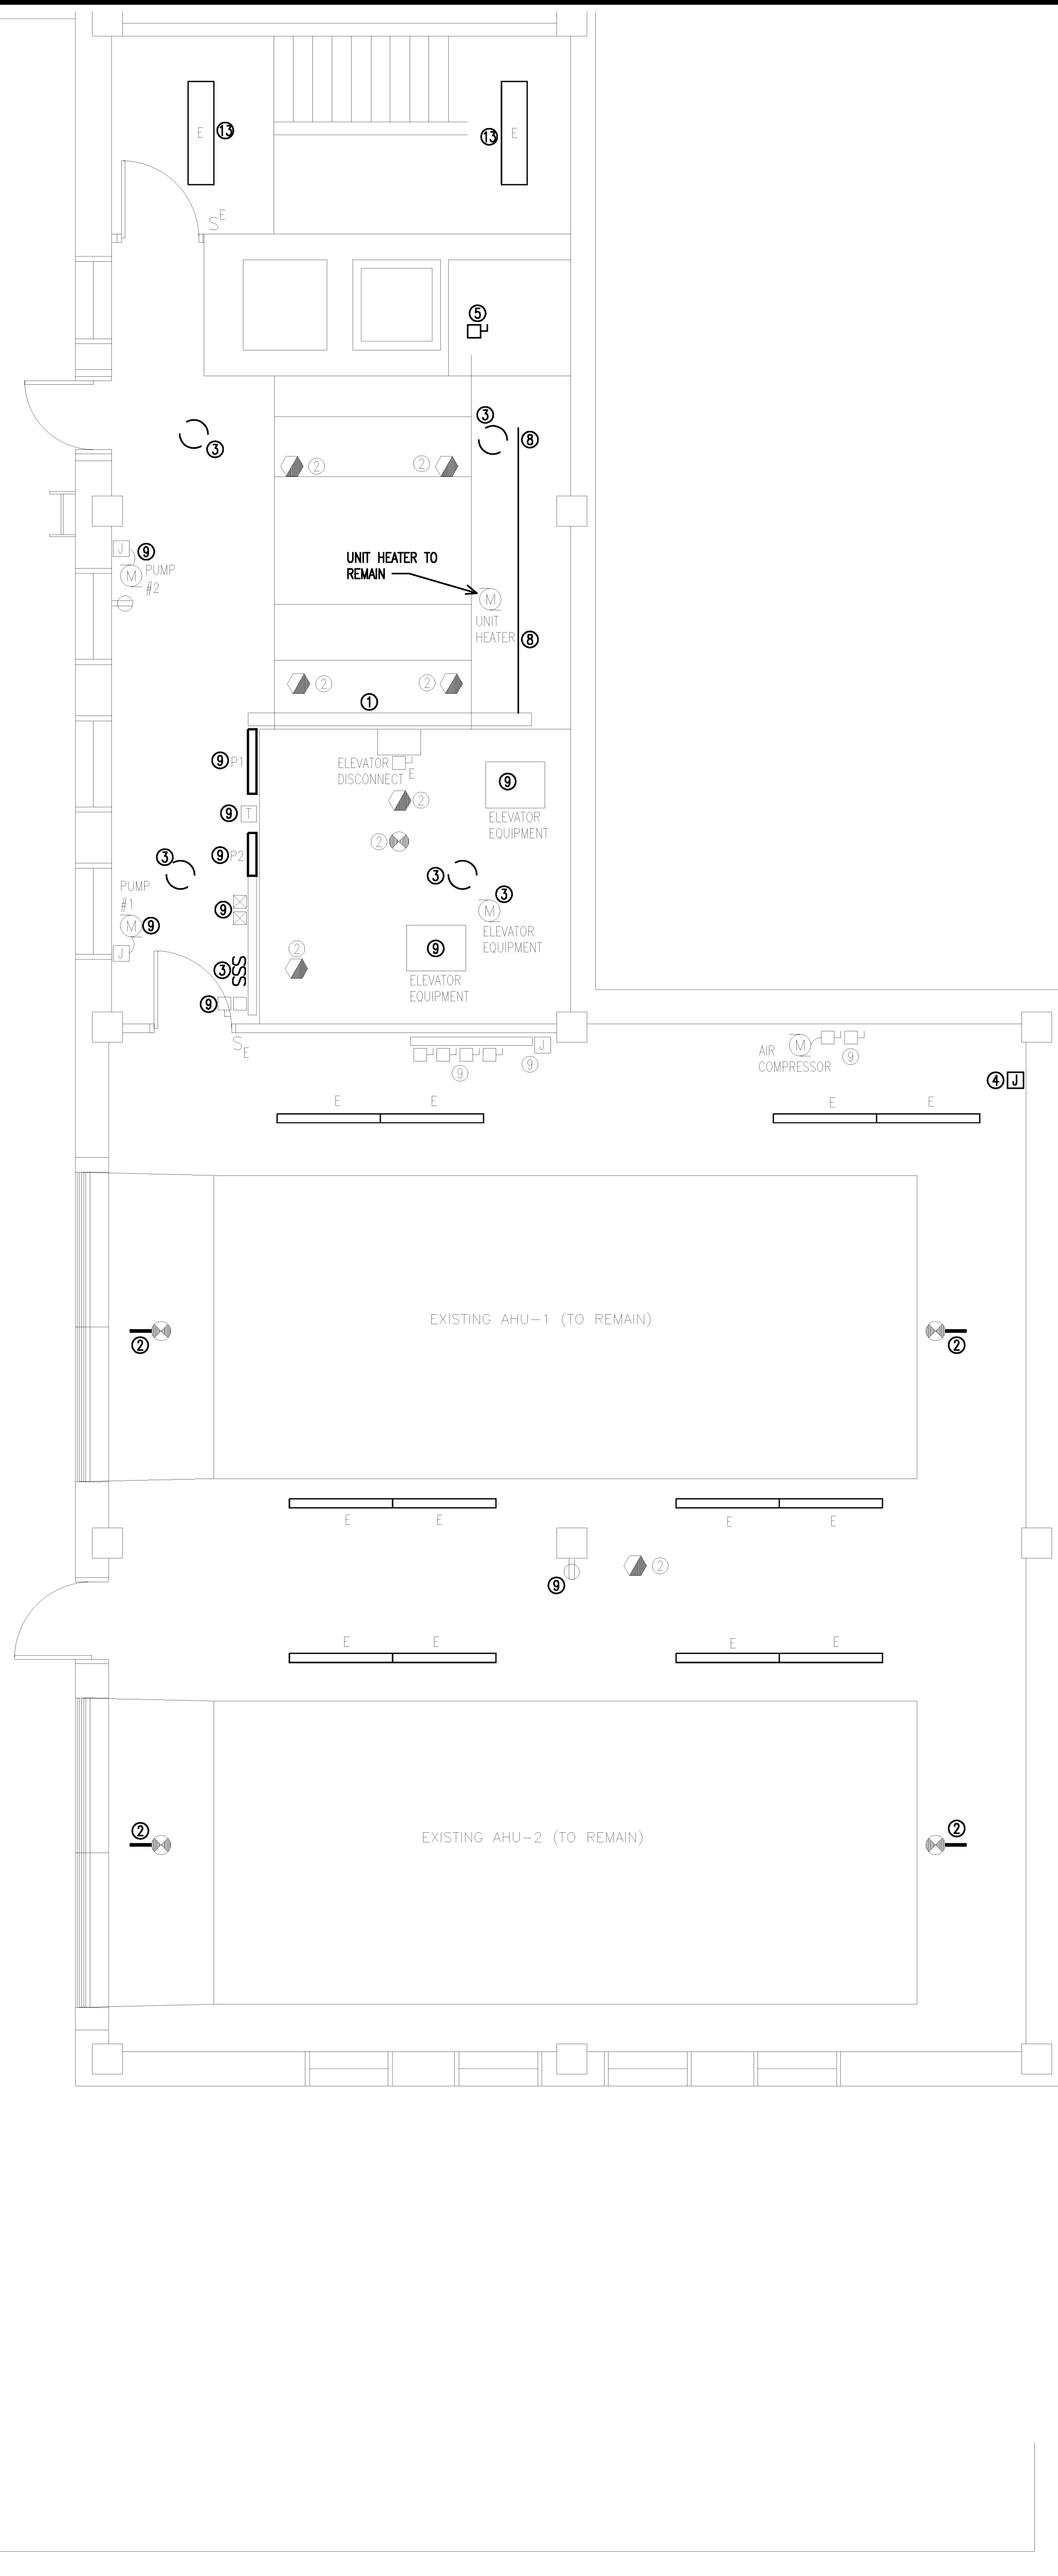 E
13
13
E
S E
5
3
3
8
2
2
J
9
UNIT HEATER TO
REMAIN
M
PUMP
#2
M
UNIT
HEATER
8
2
2
1
9
P1
ELEVATOR
DISCONNECT
E
9
2
ELEVATOR
EQUIPMENT
9
T
2
9
P2
3
3
3
PUMP
#1
M
9
9
M
ELEVATOR
EQUIPMENT
J
2
9
3
SSS
ELEVATOR
EQUIPMENT
9
S E
J
9
9
AIR
COMPRESSOR
M
9
4
J
E
E
E
E
EXISTING AHU-1 (TO REMAIN)
2
2
E
E
E
E
2
9
E
E
E
E
2
2
EXISTING AHU-2 (TO REMAIN)